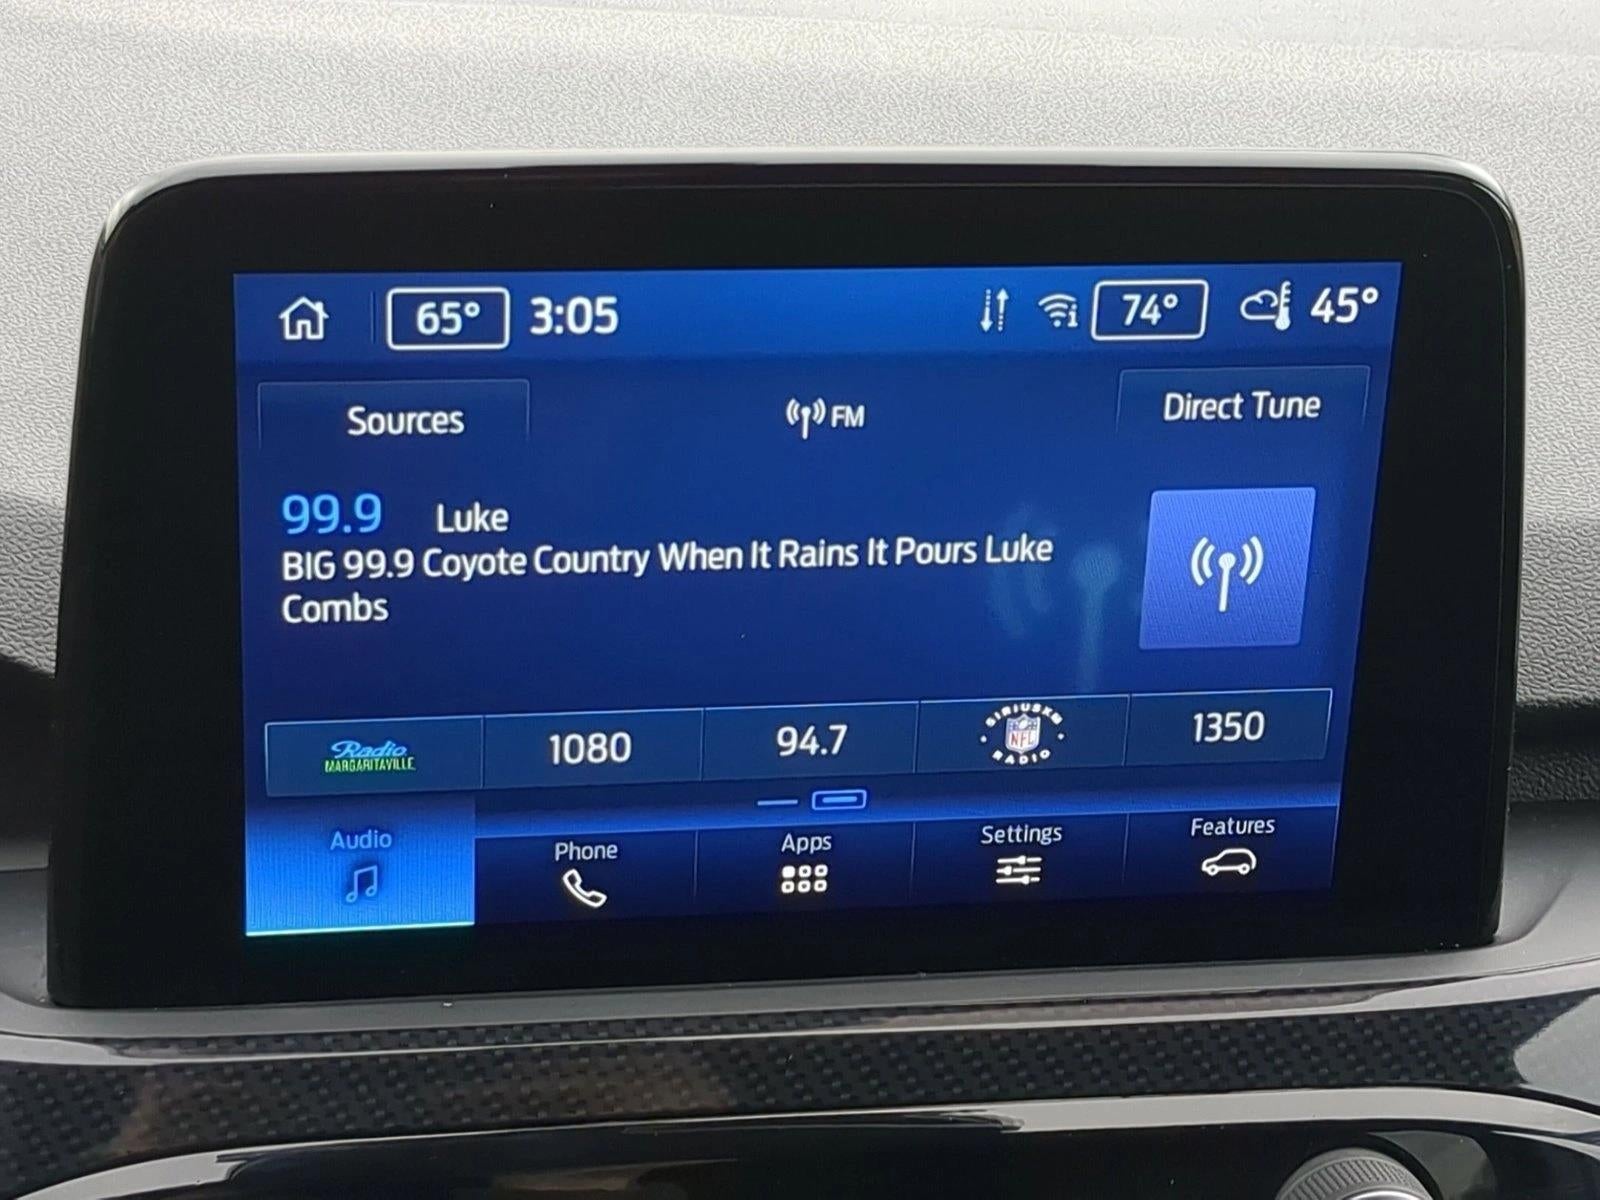 65° 3:05 74° 45°
Sources FM Direct Tune
99.9 Luke
BIG 99.9 Coyote Country When It Rains It Pours Luke
Combs
Radio
MARGARITAVILLE
1080
94.7
SIRIUSXM
NFL
RADIO
1350
Audio
Phone
Apps
Settings
Features